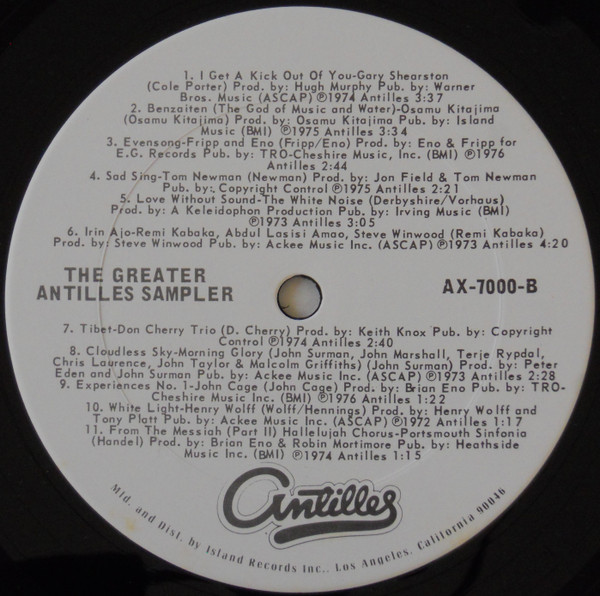 1. I Get A Kick Out Of You-Gary Shearston
(Cole Porter) Prod. by: Hugh Murphy Pub. by: Warner
Bros. Music (ASCAP) ℗1974 Antilles 3:37
2. Benzaiten (The God of Music and Water)-Osamu Kitajima
(Osamu Kitajima) Prod. by: Osamu Kitajima Pub. by: Island
Music (BMI) ℗1975 Antilles 3:34
3. Evensong-Fripp and Eno (Fripp/Eno) Prod. by: Eno & Fripp for
E.G. Records Pub. by: TRO-Cheshire Music, Inc. (BMI) ℗1976
Antilles 2:44
4. Sad Sing-Tom Newman (Newman) Prod. by: Jon Field & Tom Newman
Pub. by: Copyright Control ℗1975 Antilles 2:21
5. Love Without Sound-The White Noise (Derbyshire/Vorhaus)
Prod. by: A Keleidophon Production Pub. by: Irving Music (BMI)
℗1973 Antilles 3:05
6. Irin Ajo-Remi Kabaka, Abdul Lasisi Amao, Steve Winwood (Remi Kabaka)
Prod. by: Steve Winwood Pub. by: Ackee Music Inc. (ASCAP) ℗1973 Antilles 4:20
THE GREATER
ANTILLES SAMPLER
AX-7000-B
7. Tibet-Don Cherry Trio (D. Cherry) Prod. by: Keith Knox Pub. by: Copyright
Control ℗1974 Antilles 2:40
8. Cloudless Sky-Morning Glory (John Surman, John Marshall, Terje Rypdal,
Chris Laurence, John Taylor & Malcolm Griffiths) (John Surman) Prod. by: Peter
Eden and John Surman Pub. by: Ackee Music Inc. (ASCAP) ℗1973 Antilles 2:28
9. Experiences No. 1-John Cage (John Cage) Prod. by: Brian Eno Pub. by: TRO-
Cheshire Music Inc. (BMI) ℗1976 Antilles 1:22
10. White Light-Henry Wolff (Wolff/Hennings) Prod. by: Henry Wolff and
Tony Platt Pub. by: Ackee Music Inc. (ASCAP) ℗1972 Antilles 1:17
11. From The Messiah (Part II) Hallelujah Chorus-Portsmouth Sinfonia
(Handel) Prod. by: Brian Eno & Robin Mortimore Pub. by: Heathside
Music Inc. (BMI) ℗1974 Antilles 1:15
antilles
Mfd. and Dist. by Island Records Inc., Los Angeles, California 90046